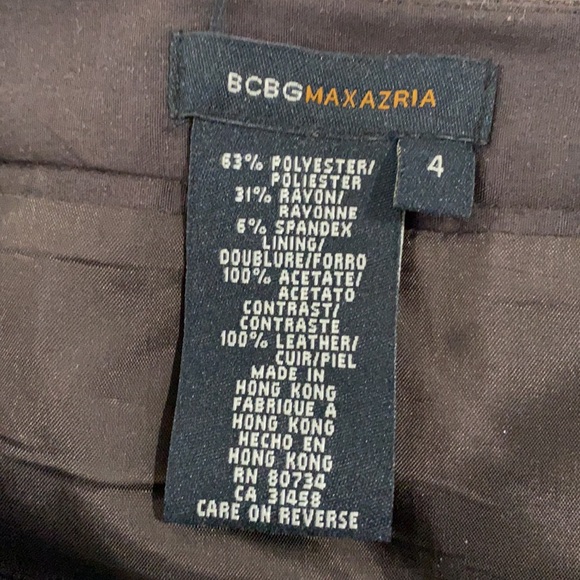 BCBGMAXAZRIA
4
63% POLYESTER/
POLIESTER
31% RAYON/
RAYONNE
6% SPANDEX
LINING/
DOUBLURE/FORRO
100% ACETATE/
ACETATO
CONTRAST/
CONTRASTE
100% LEATHER/
CUIR/PIEL
MADE IN
HONG KONG
FABRIQUE A
HONG KONG
HECHO EN
HONG KONG
RN 80734
CA 31458
CARE ON REVERSE